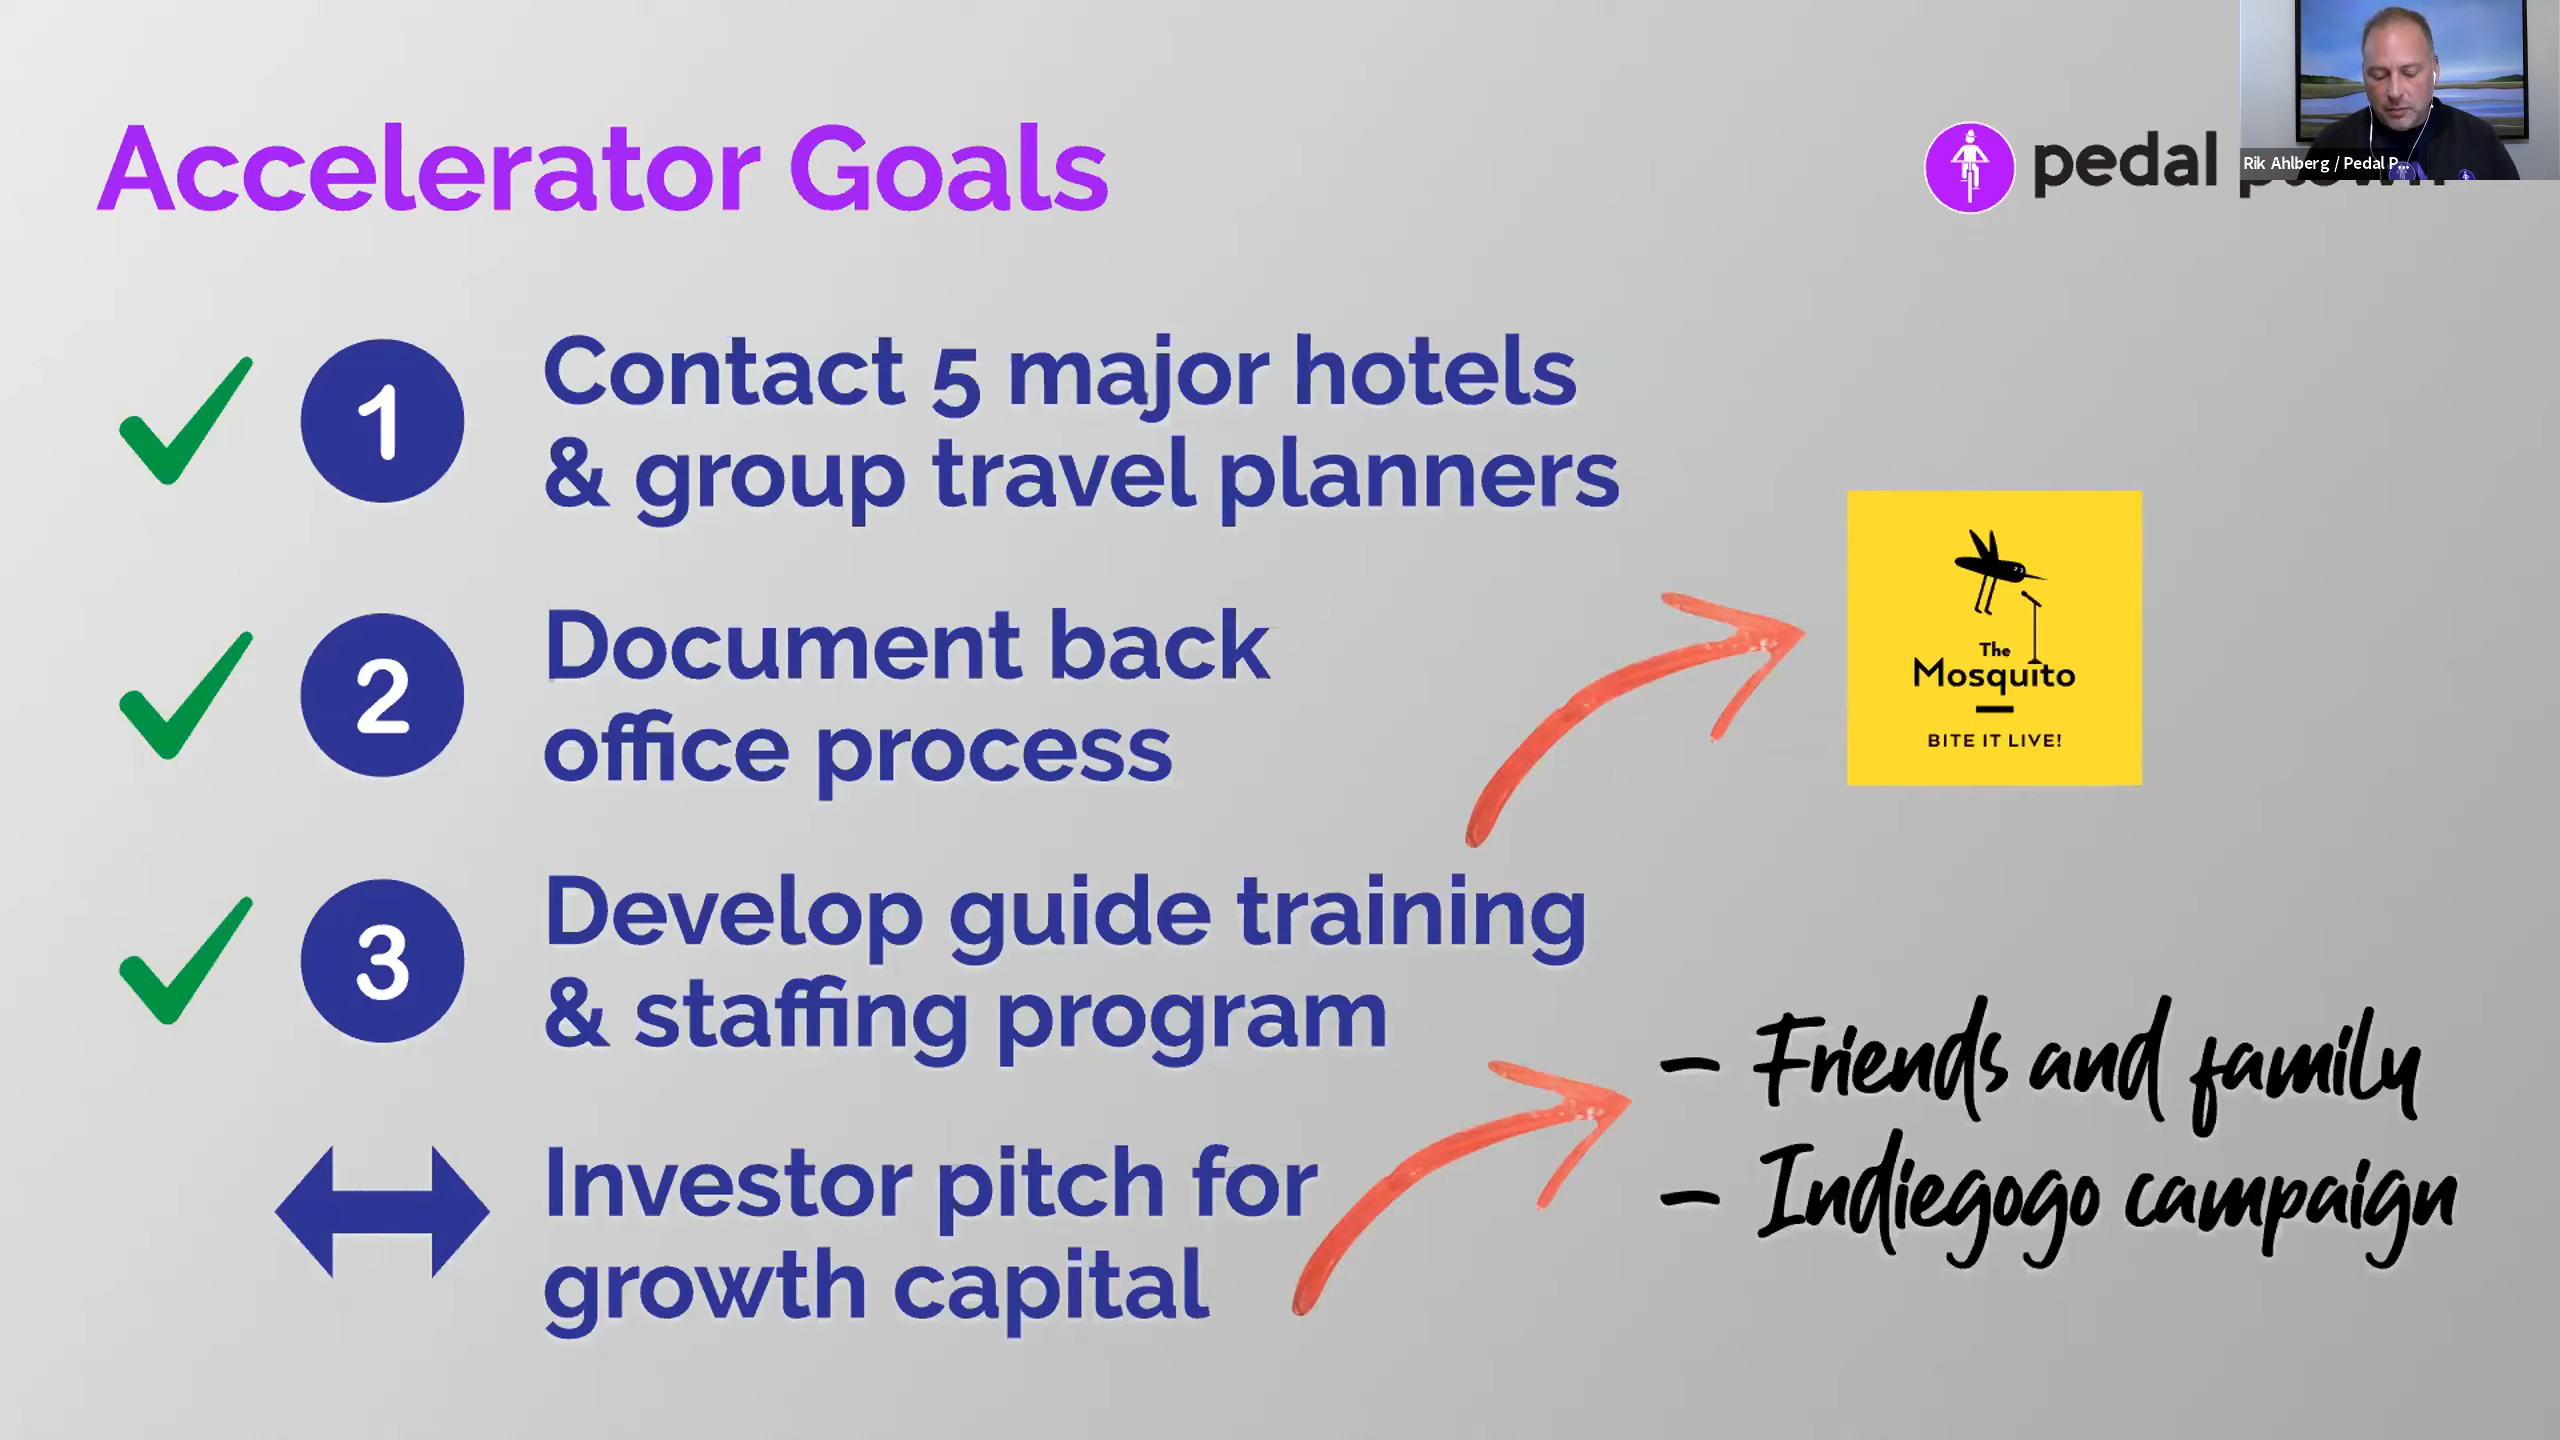 Accelerator Goals
pedal
Rik Ahlberg / Pedal P...
1
Contact 5 major hotels
& group travel planners
2
Document back
office process
The
Mosquito
BITE IT LIVE!
3
Develop guide training
& staffing program
Investor pitch for
growth capital
– Friends and family
– Indiegogo campaign